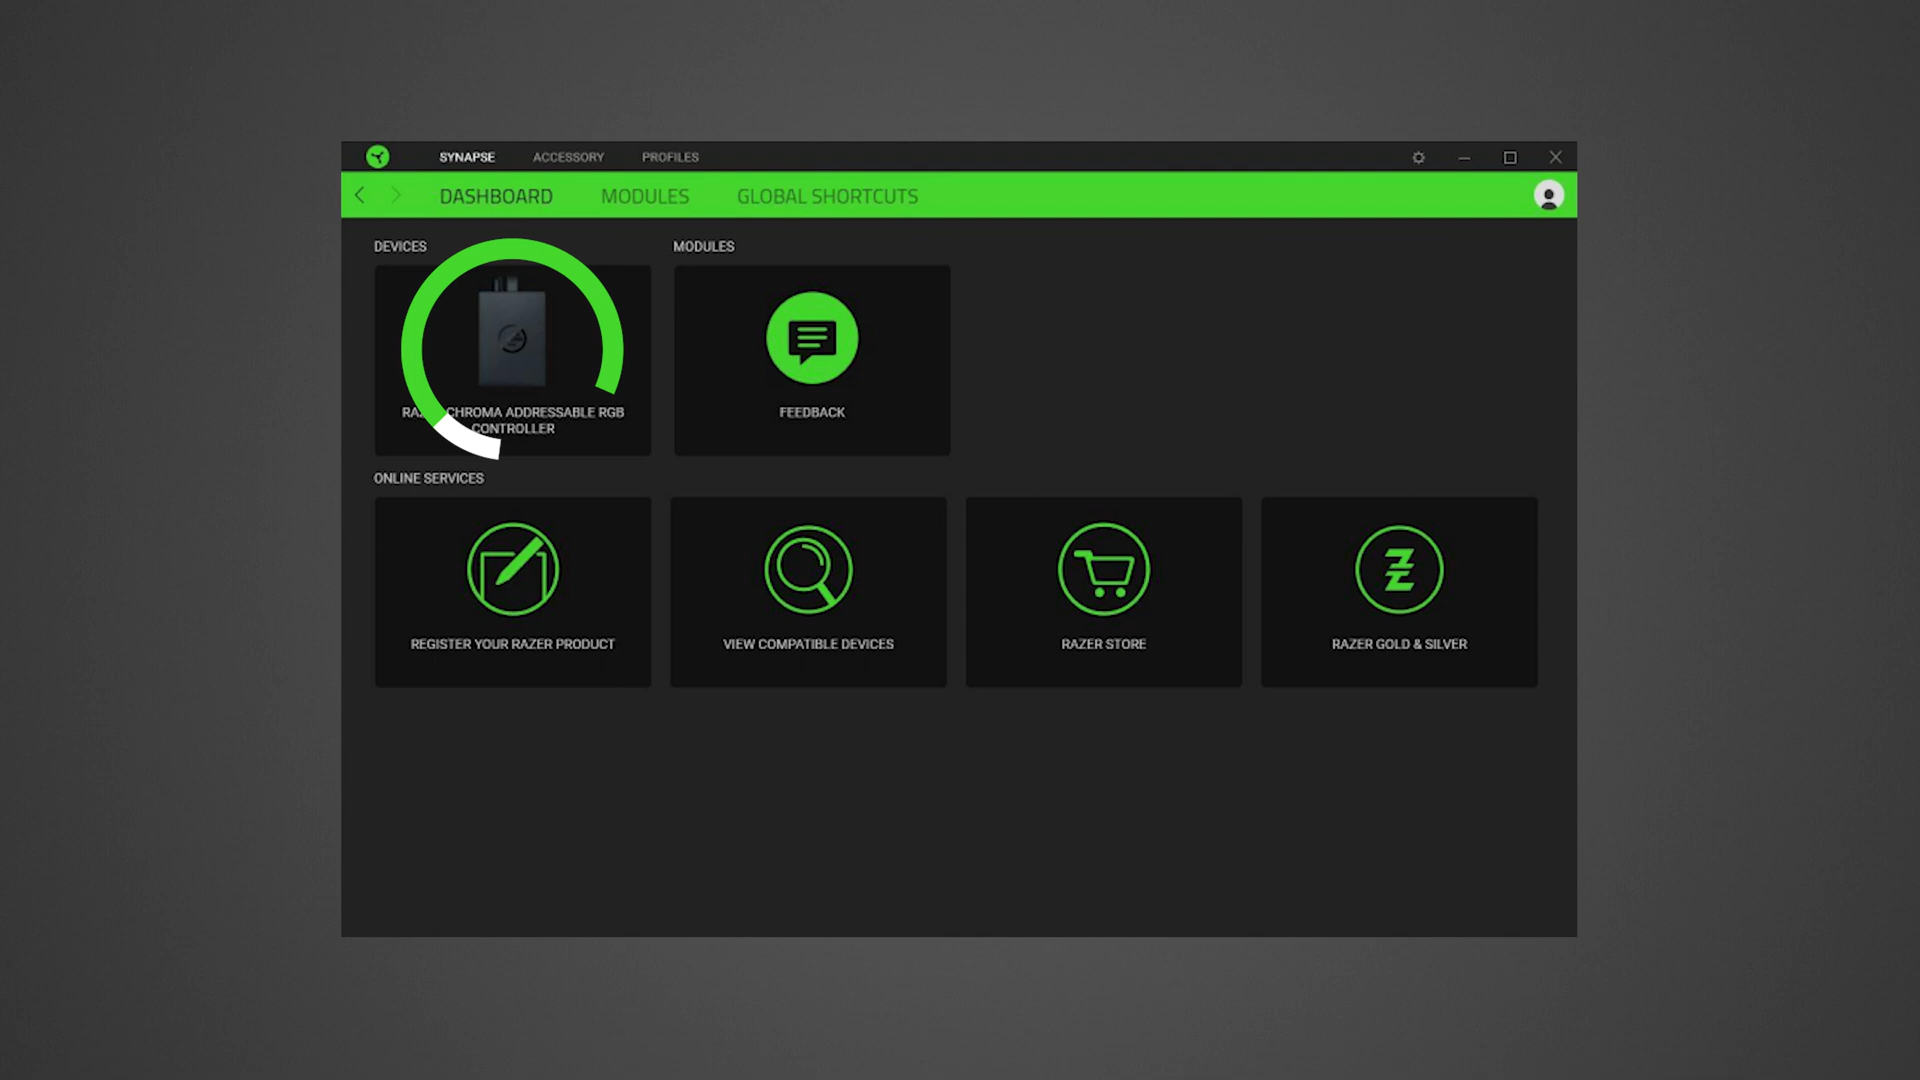 SYNAPSE ACCESSORY PROFILES
DASHBOARD MODULES GLOBAL SHORTCUTS
DEVICES MODULES
CHROMA ADDRESSABLE RGB
CONTROLLER
FEEDBACK
ONLINE SERVICES
REGISTER YOUR RAZER PRODUCT
VIEW COMPATIBLE DEVICES
RAZER STORE
RAZER GOLD & SILVER